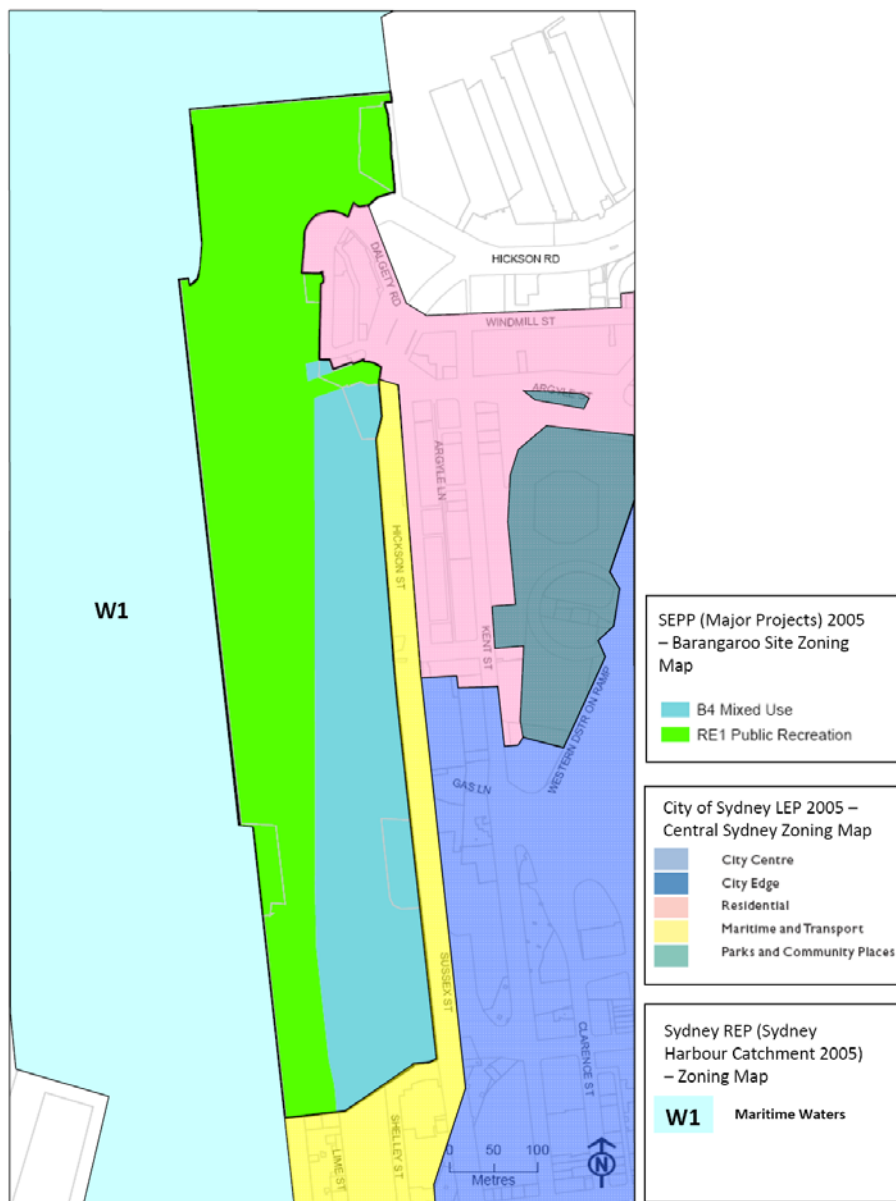 HICKSON RD
DALGETY RD
WINDMILL ST
ARGYLE ST
ARGYLE LN
HICKSON ST
W1
KENT ST
WESTERN DSTR ON RAMP
GAS LN
SUSSEX ST
CLARENCE ST
SHELLEY ST
LIME ST
0 50 100
Metres
N
SEPP (Major Projects) 2005
– Barangaroo Site Zoning
Map
B4 Mixed Use
RE1 Public Recreation
City of Sydney LEP 2005 –
Central Sydney Zoning Map
City Centre
City Edge
Residential
Maritime and Transport
Parks and Community Places
Sydney REP (Sydney
Harbour Catchment 2005)
– Zoning Map
W1 Maritime Waters